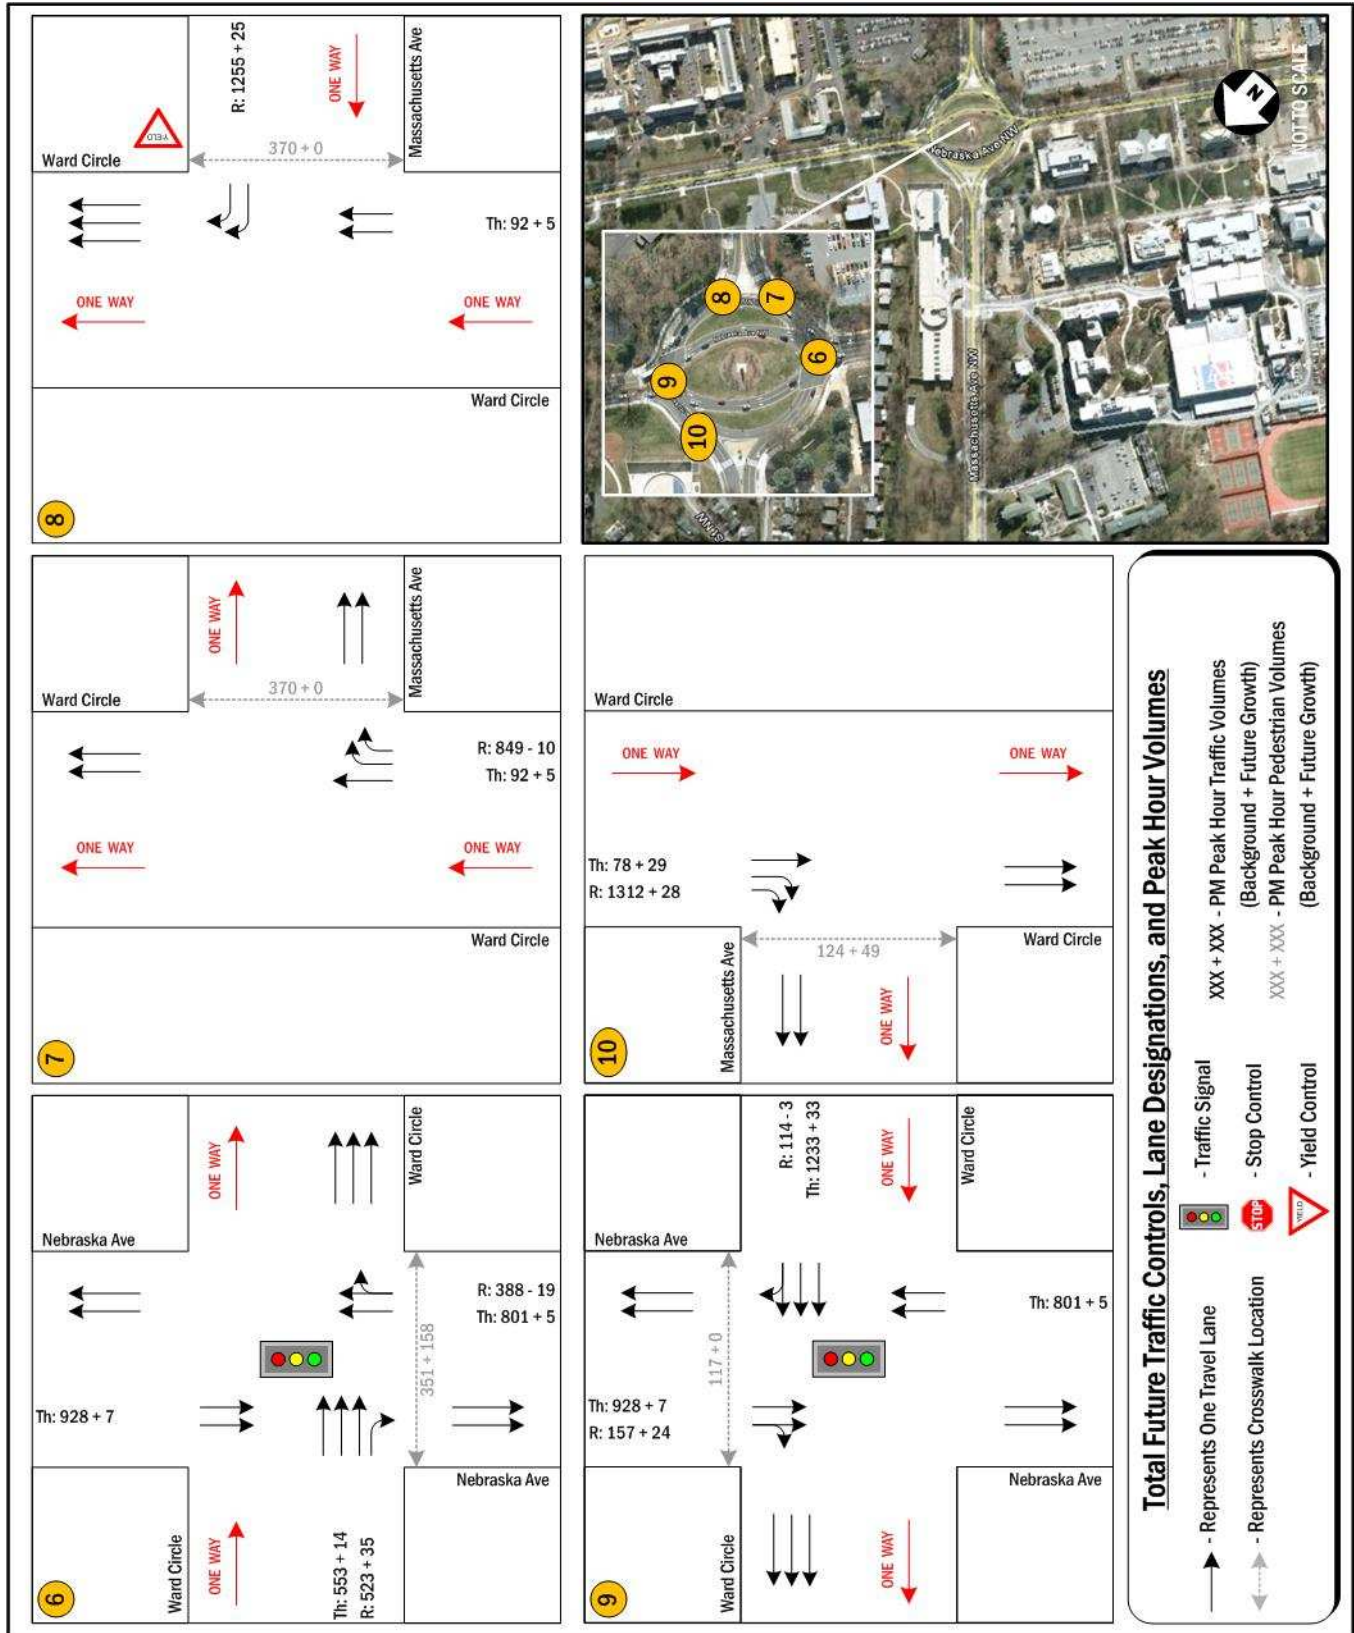 6
Nebraska Ave
Ward Circle
Th: 928 + 7
ONE WAY
ONE WAY
R: 388 - 19
Th: 801 + 5
351 + 158
Th: 553 + 14
R: 523 + 35
Ward Circle
Nebraska Ave
7
Ward Circle
Massachusetts Ave
ONE WAY
370 + 0
R: 849 - 10
Th: 92 + 5
ONE WAY
ONE WAY
Ward Circle
8
Ward Circle
YIELD
R: 1255 + 25
ONE WAY
Massachusetts Ave
370 + 0
Th: 92 + 5
ONE WAY
ONE WAY
Ward Circle
9
Nebraska Ave
R: 114 - 3
Th: 1233 + 33
ONE WAY
Ward Circle
Th: 801 + 5
117 + 0
Th: 928 + 7
R: 157 + 24
Ward Circle
ONE WAY
Nebraska Ave
10
Ward Circle
ONE WAY
ONE WAY
Th: 78 + 29
R: 1312 + 28
Massachusetts Ave
124 + 49
ONE WAY
Ward Circle
8
7
9
6
10
Nebraska Ave NW
Massachusetts Ave NW
N
NOT TO SCALE
Total Future Traffic Controls, Lane Designations, and Peak Hour Volumes
- Represents One Travel Lane
- Represents Crosswalk Location
- Traffic Signal
STOP
- Stop Control
YIELD
- Yield Control
XXX + XXX - PM Peak Hour Traffic Volumes
(Background + Future Growth)
XXX + XXX - PM Peak Hour Pedestrian Volumes
(Background + Future Growth)